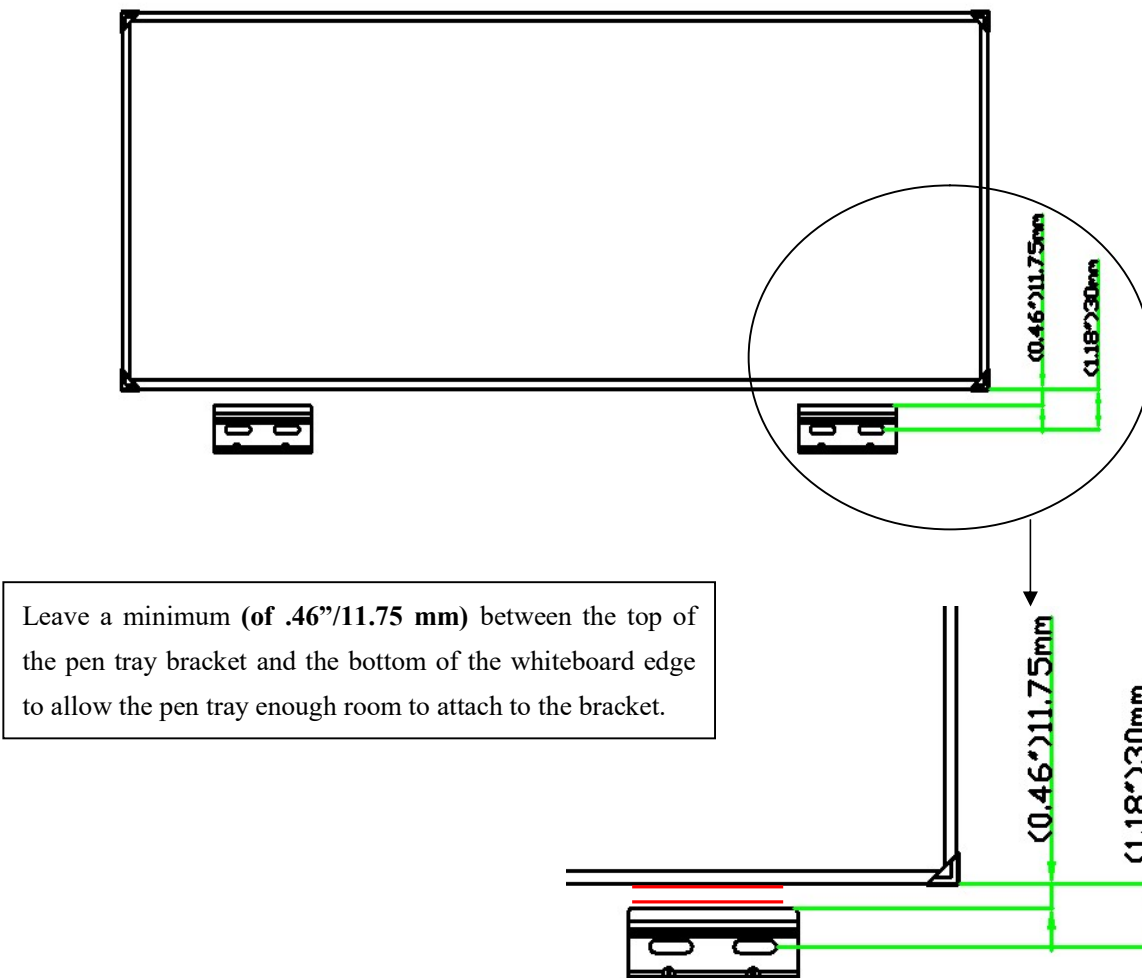 (0.46")11.75mm
(1.18")30mm
Leave a minimum (of .46”/11.75 mm) between the top of
the pen tray bracket and the bottom of the whiteboard edge
to allow the pen tray enough room to attach to the bracket.
(0.46")11.75mm
(1.18")30mm